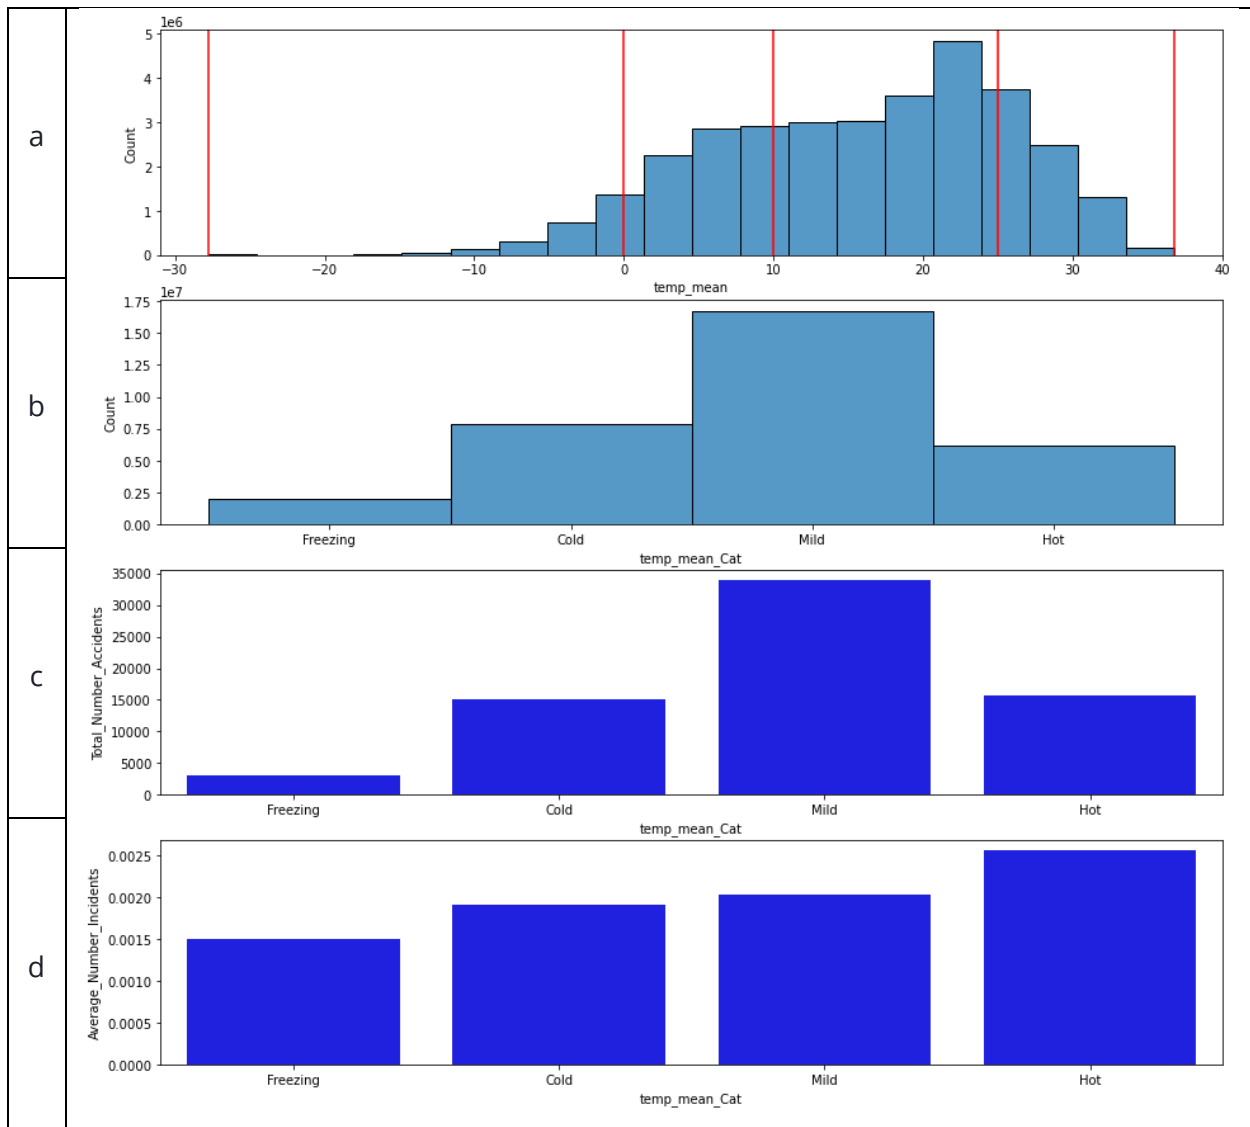 a
1e6
5
4
3
2
1
0
Count
−30 −20 −10 0 10 20 30 40
temp_mean
b
1e7
1.75
1.50
1.25
1.00
0.75
0.50
0.25
0.00
Count
Freezing Cold Mild Hot
temp_mean_Cat
c
35000
30000
25000
20000
15000
10000
5000
0
Total_Number_Accidents
Freezing Cold Mild Hot
temp_mean_Cat
d
0.0025
0.0020
0.0015
0.0010
0.0005
0.0000
Average_Number_Incidents
Freezing Cold Mild Hot
temp_mean_Cat